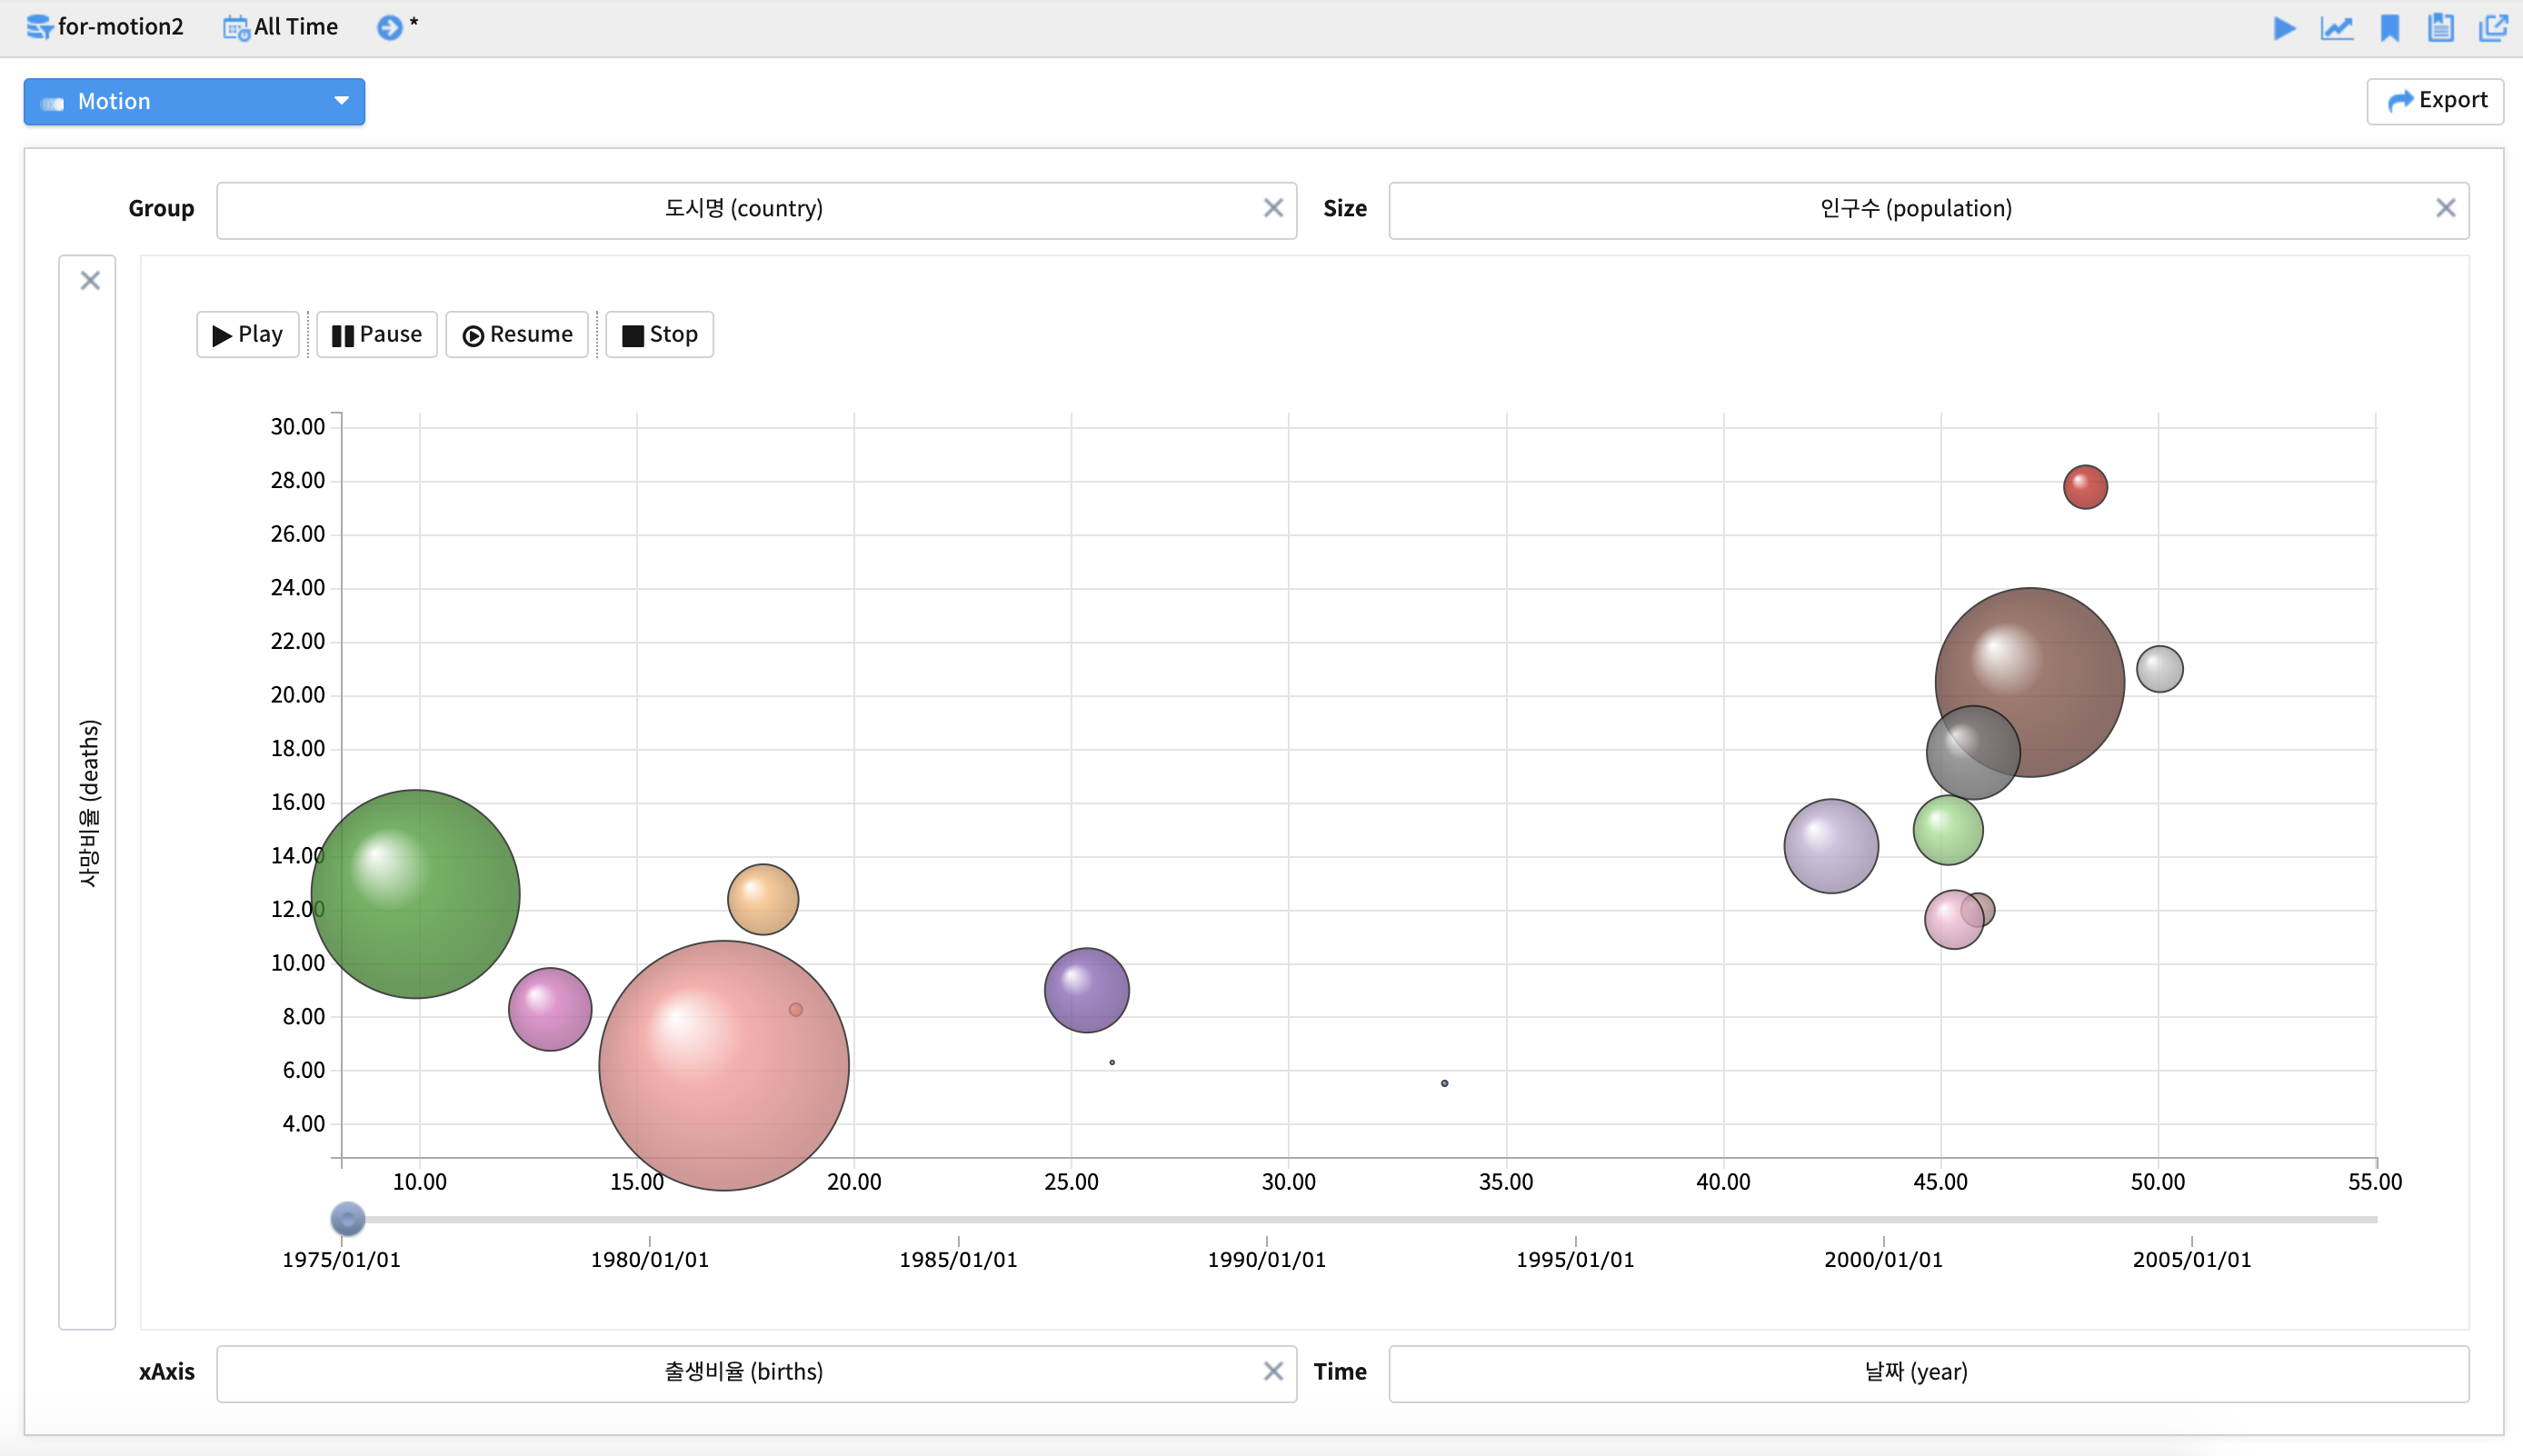 for-motion2 All Time *
Motion Export
Group 도시명 (country) Size 인구수 (population)
Play Pause Resume Stop
사망비율 (deaths)
30.00
28.00
26.00
24.00
22.00
20.00
18.00
16.00
14.00
12.00
10.00
8.00
6.00
4.00
10.00 15.00 20.00 25.00 30.00 35.00 40.00 45.00 50.00 55.00
1975/01/01 1980/01/01 1985/01/01 1990/01/01 1995/01/01 2000/01/01 2005/01/01
xAxis 출생비율 (births) Time 날짜 (year)